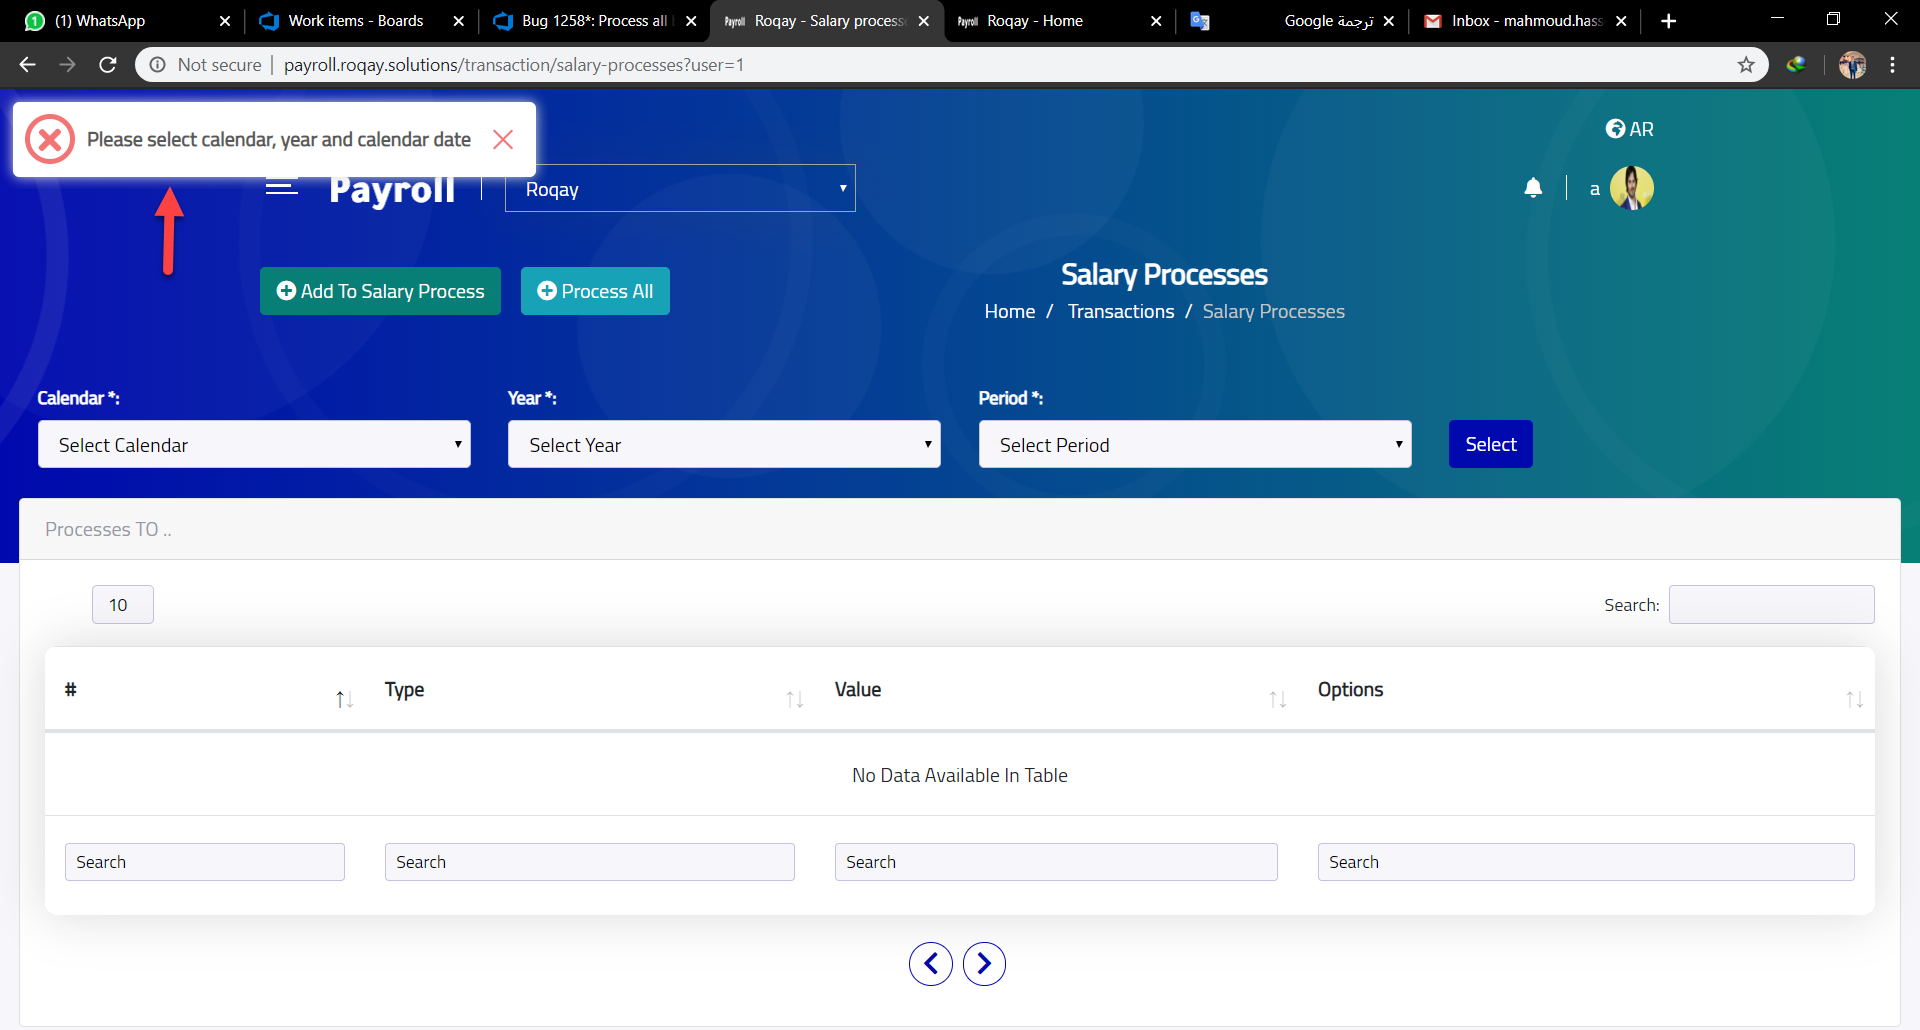 (1) WhatsApp
Work items - Boards
Bug 1258*: Process all
Payroll Roqay - Salary processe
Payroll Roqay - Home
ترجمة Google
Inbox - mahmoud.hass
Not secure | payroll.roqay.solutions/transaction/salary-processes?user=1
Please select calendar, year and calendar date
AR
Payroll
Roqay
a
Add To Salary Process
Process All
Salary Processes
Home / Transactions / Salary Processes
Calendar *:
Year *:
Period *:
Select Calendar
Select Year
Select Period
Select
Processes TO ..
10
Search:
#
Type
Value
Options
No Data Available In Table
Search
Search
Search
Search